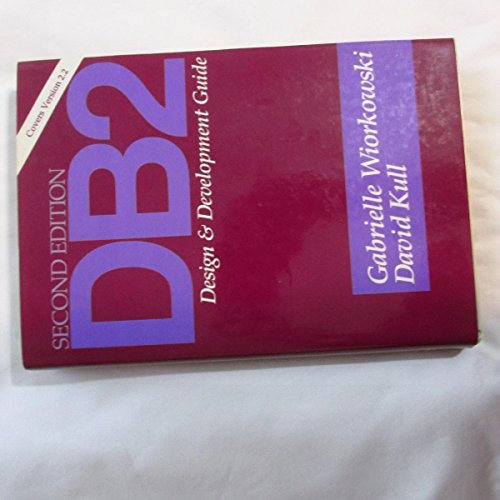 Covers Version 2.2
SECOND EDITION
DB2
Design & Development Guide
Gabrielle Wiorkowski
David Kull